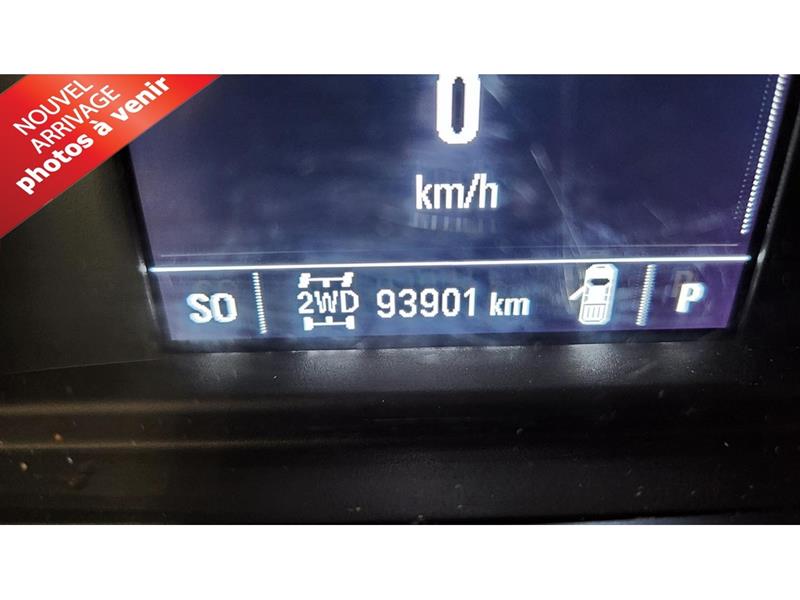 NOUVEL
ARRIVAGE
photos à venir
0
km/h
SO
2WD
93901 km
P